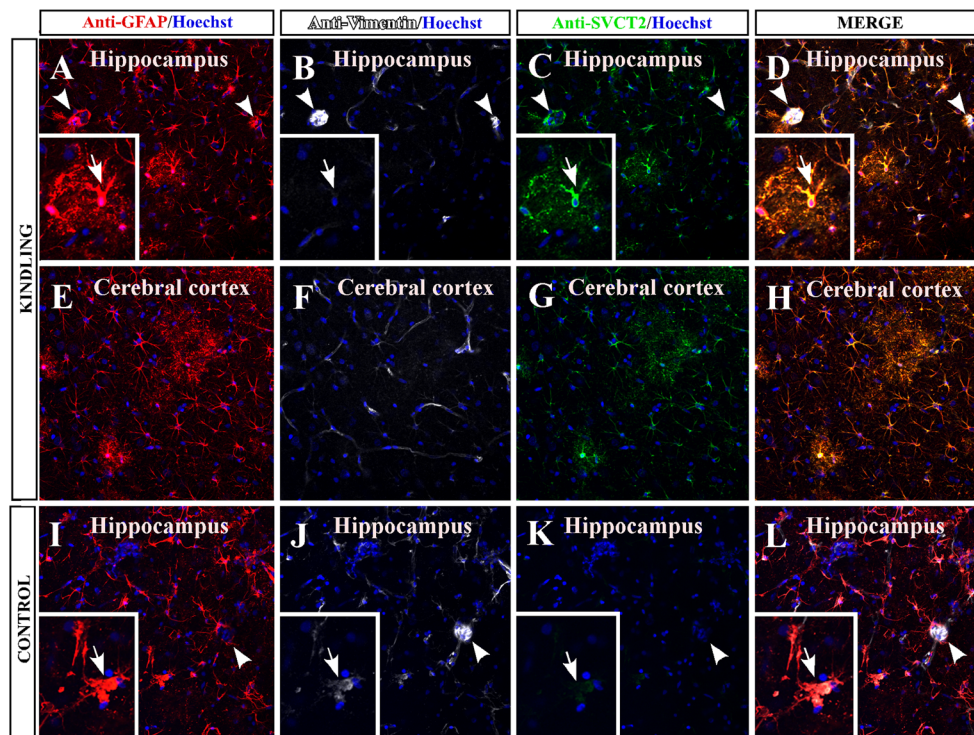 Anti-GFAP/Hoechst Anti-Vimentin/Hoechst Anti-SVCT2/Hoechst MERGE
KINDLING
A Hippocampus B Hippocampus C Hippocampus D Hippocampus
E Cerebral cortex F Cerebral cortex G Cerebral cortex H Cerebral cortex
CONTROL
I Hippocampus J Hippocampus K Hippocampus L Hippocampus